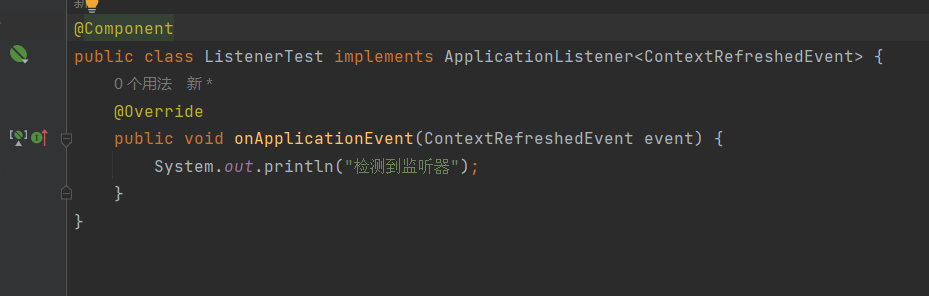 新
@Component
public class ListenerTest implements ApplicationListener<ContextRefreshedEvent> {
0 个用法 新 *
@Override
public void onApplicationEvent(ContextRefreshedEvent event) {
System.out.println("检测到监听器");
}
}